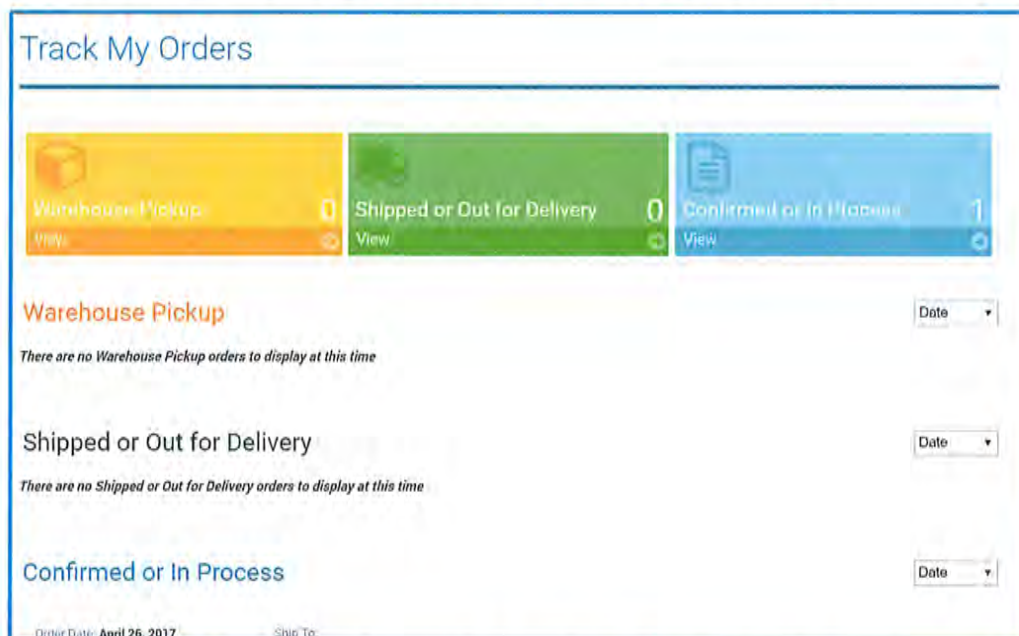 Track My Orders
Warehouse Pickup 0
View
Shipped or Out for Delivery 0
View
Confirmed or In Process 1
View
Warehouse Pickup
Date
There are no Warehouse Pickup orders to display at this time
Shipped or Out for Delivery
Date
There are no Shipped or Out for Delivery orders to display at this time
Confirmed or In Process
Date
Order Date: April 26, 2017
Ship To: